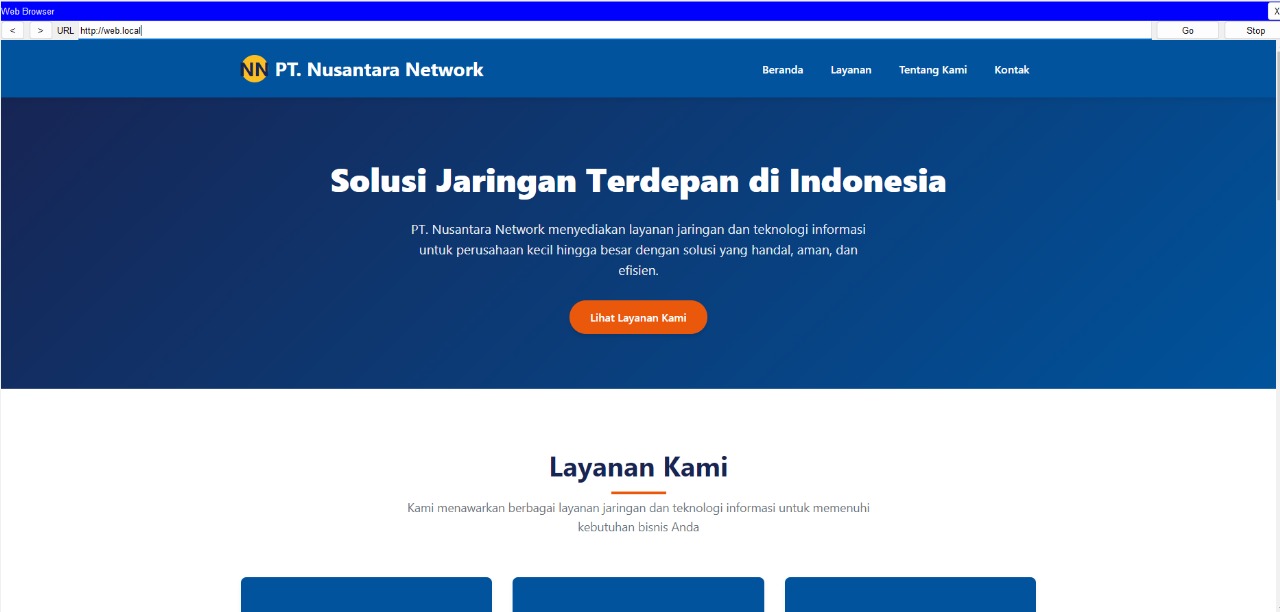 Web Browser X
< > URL http://web.local Go Stop
NN PT. Nusantara Network Beranda Layanan Tentang Kami Kontak
Solusi Jaringan Terdepan di Indonesia
PT. Nusantara Network menyediakan layanan jaringan dan teknologi informasi
untuk perusahaan kecil hingga besar dengan solusi yang handal, aman, dan
efisien.
Lihat Layanan Kami
Layanan Kami
Kami menawarkan berbagai layanan jaringan dan teknologi informasi untuk memenuhi
kebutuhan bisnis Anda